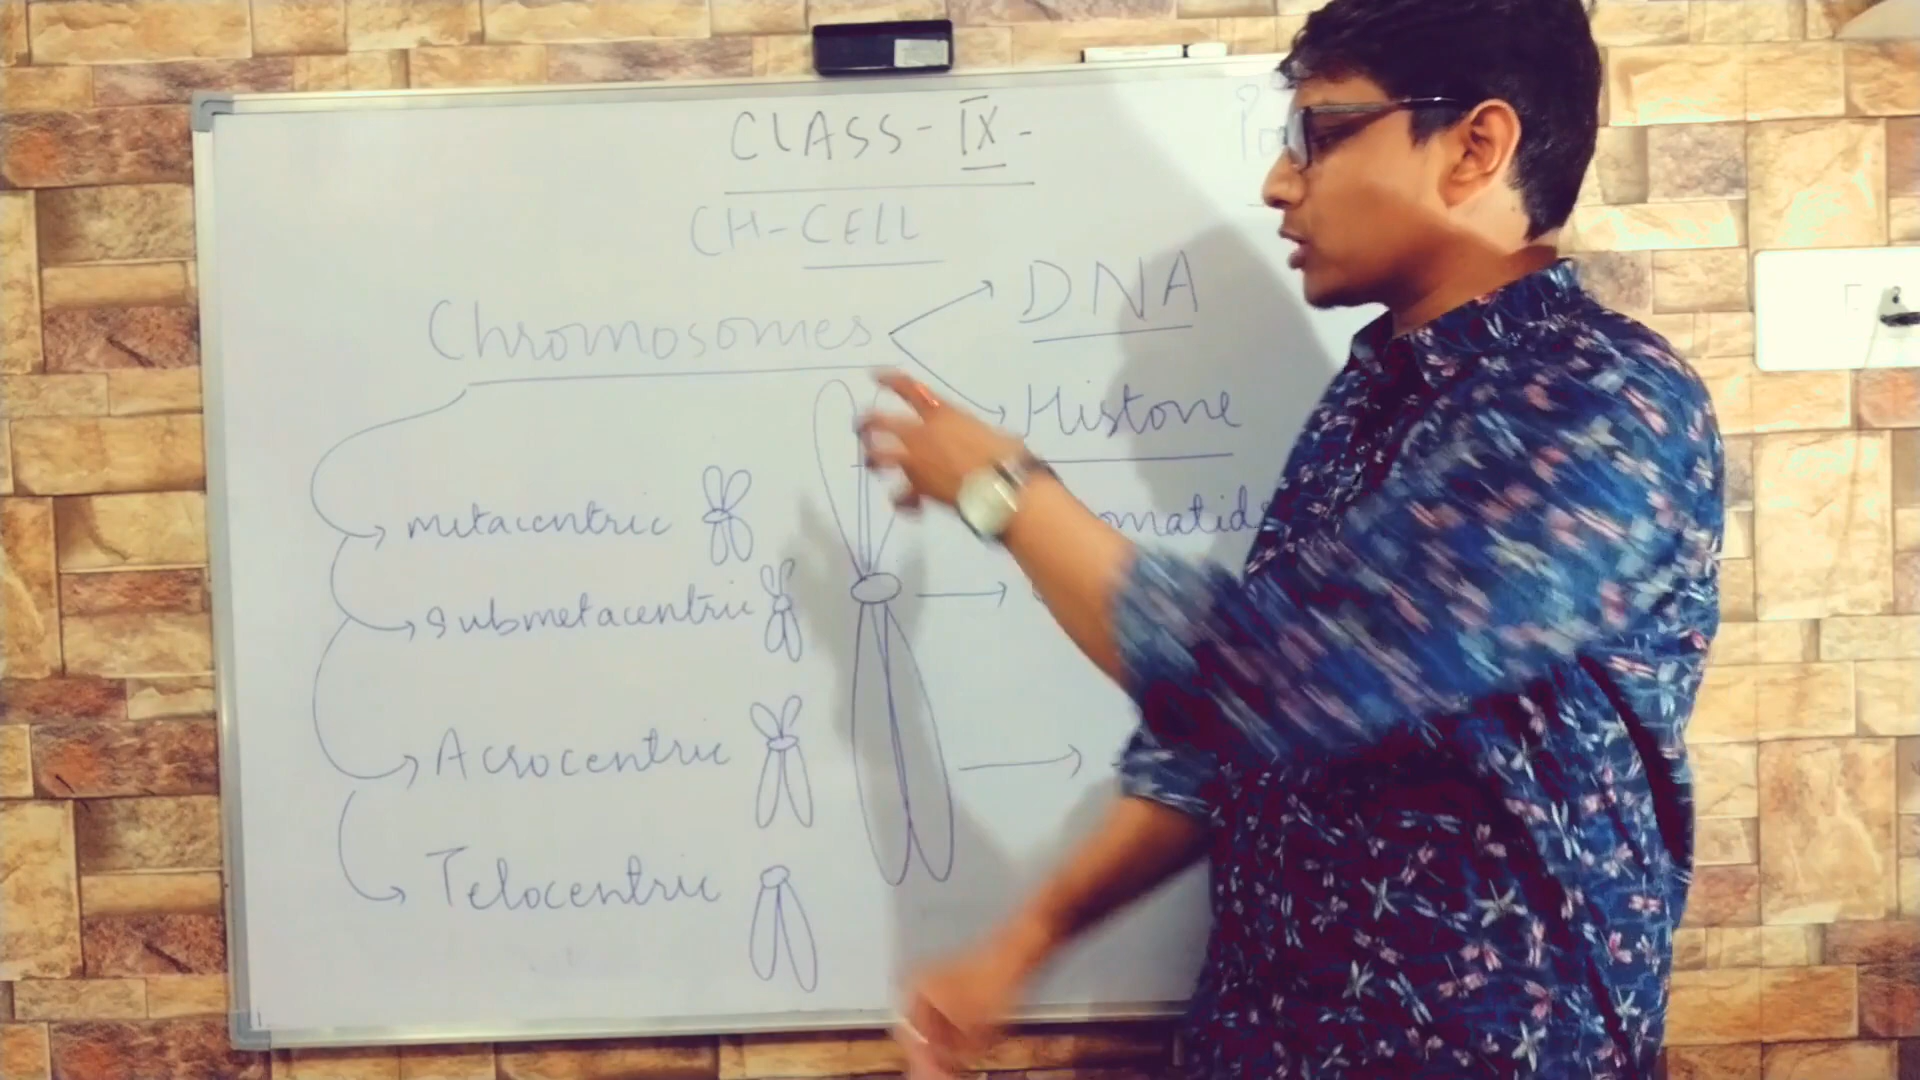 CLASS-IX-
CH-CELL
Chromosomes
DNA
Histone
metacentric
submetacentric
Acrocentric
Telocentric